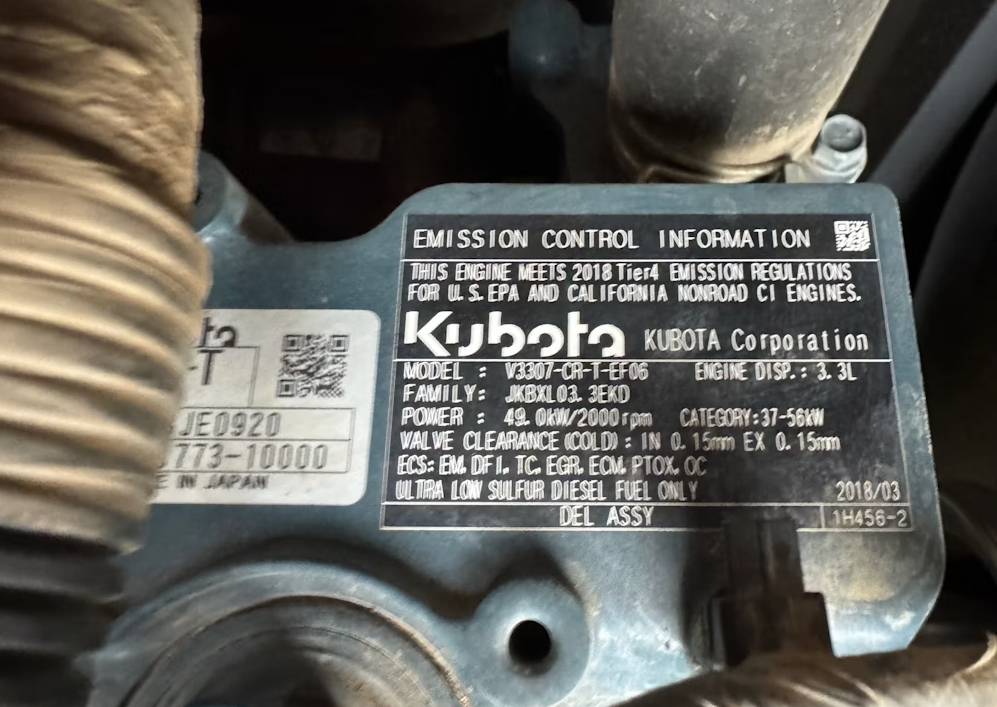 EMISSION CONTROL INFORMATION
THIS ENGINE MEETS 2018 Tier4 EMISSION REGULATIONS
FOR U.S. EPA AND CALIFORNIA NONROAD CI ENGINES.
Kubota KUBOTA Corporation
MODEL : V3307-CR-T-EF06 ENGINE DISP.: 3.3L
FAMILY: JKBXL03.3EKD
POWER : 49.0kW/2000rpm CATEGORY:37-56kW
VALVE CLEARANCE(COLD): IN 0.15mm EX 0.15mm
ECS: EM, DFI, TC, EGR, ECM, PTOX, OC
ULTRA LOW SULFUR DIESEL FUEL ONLY 2018/03
DEL ASSY 1H456-2
-T
JE0920
773-10000
IN JAPAN